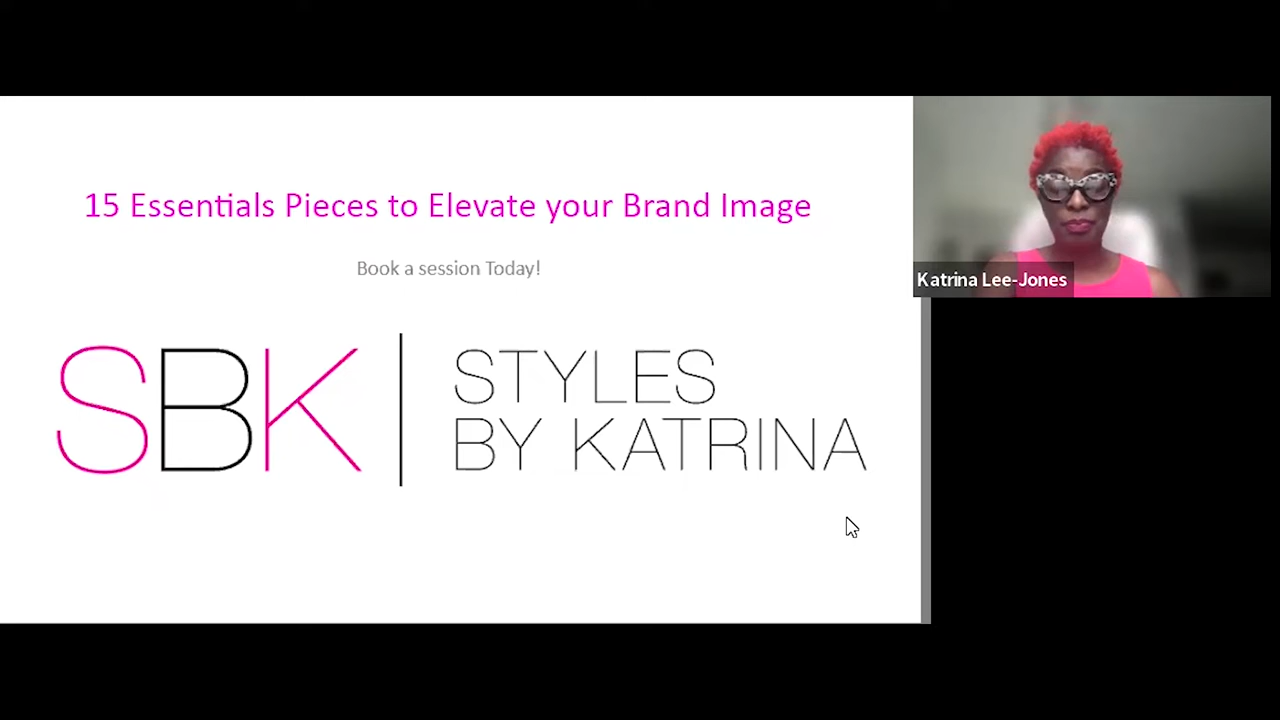 15 Essentials Pieces to Elevate your Brand Image
Book a session Today!
SBK
STYLES
BY KATRINA
Katrina Lee-Jones